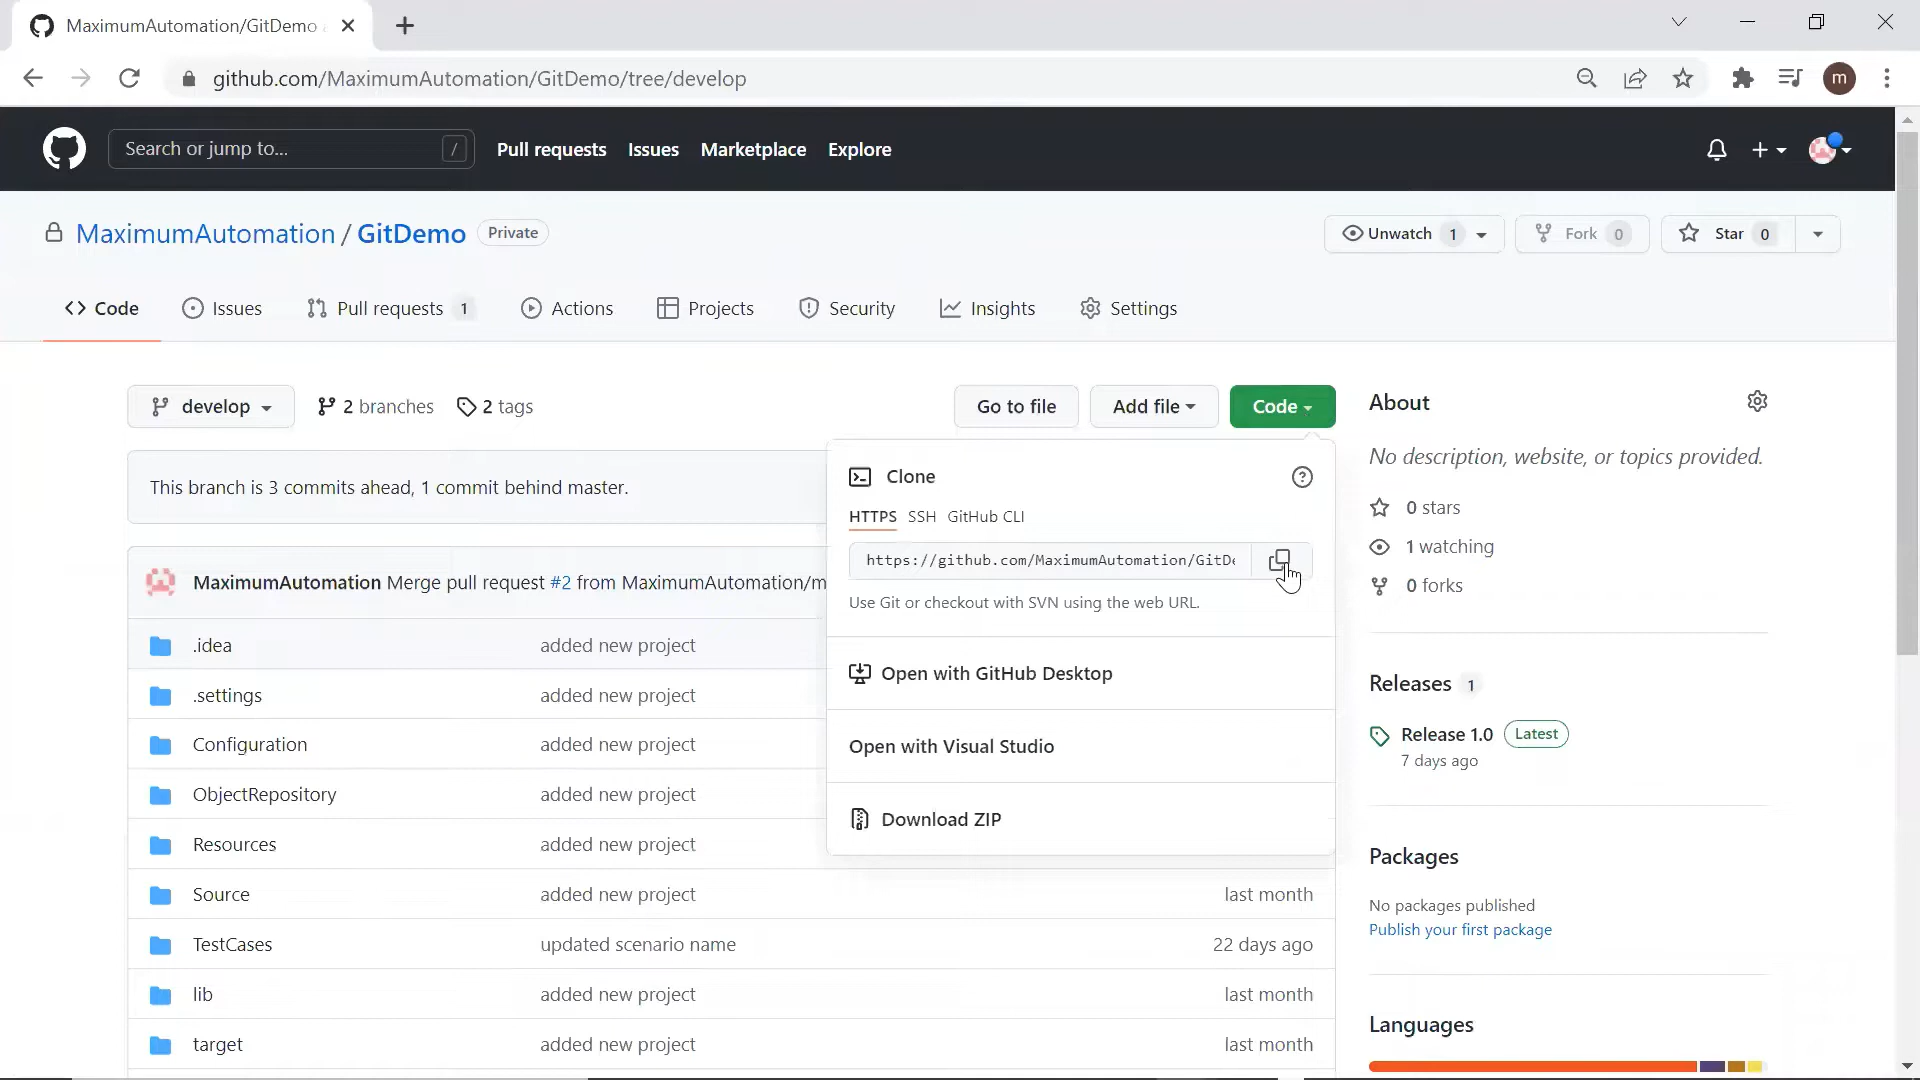 MaximumAutomation/GitDemo
github.com/MaximumAutomation/GitDemo/tree/develop
m
Search or jump to... /
Pull requests Issues Marketplace Explore
MaximumAutomation / GitDemo Private
Unwatch 1 Fork 0 Star 0
Code Issues Pull requests 1 Actions Projects Security Insights Settings
develop 2 branches 2 tags Go to file Add file Code
This branch is 3 commits ahead, 1 commit behind master.
MaximumAutomation Merge pull request #2 from MaximumAutomation/m
.idea added new project
.settings added new project
Configuration added new project
ObjectRepository added new project
Resources added new project
Source added new project last month
TestCases updated scenario name 22 days ago
lib added new project last month
target added new project last month
Clone
HTTPS SSH GitHub CLI
https://github.com/MaximumAutomation/GitDe
Use Git or checkout with SVN using the web URL.
Open with GitHub Desktop
Open with Visual Studio
Download ZIP
About
No description, website, or topics provided.
0 stars
1 watching
0 forks
Releases 1
Release 1.0 Latest
7 days ago
Packages
No packages published
Publish your first package
Languages